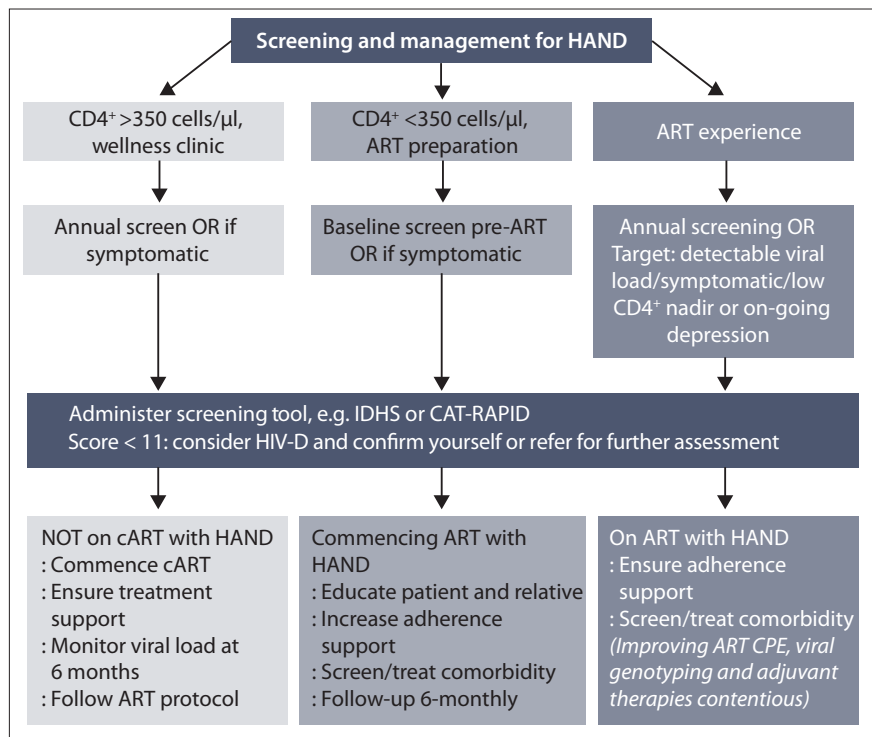 Screening and management for HAND
CD4⁺ >350 cells/µl,
wellness clinic
CD4⁺ <350 cells/µl,
ART preparation
ART experience
Annual screen OR if
symptomatic
Baseline screen pre-ART
OR if symptomatic
Annual screening OR
Target: detectable viral
load/symptomatic/low
CD4⁺ nadir or on-going
depression
Administer screening tool, e.g. IDHS or CAT-RAPID
Score < 11: consider HIV-D and confirm yourself or refer for further assessment
NOT on cART with HAND
: Commence cART
: Ensure treatment
support
: Monitor viral load at
6 months
: Follow ART protocol
Commencing ART with
HAND
: Educate patient and relative
: Increase adherence
support
: Screen/treat comorbidity
: Follow-up 6-monthly
On ART with HAND
: Ensure adherence
support
: Screen/treat comorbidity
(Improving ART CPE, viral
genotyping and adjuvant
therapies contentious)